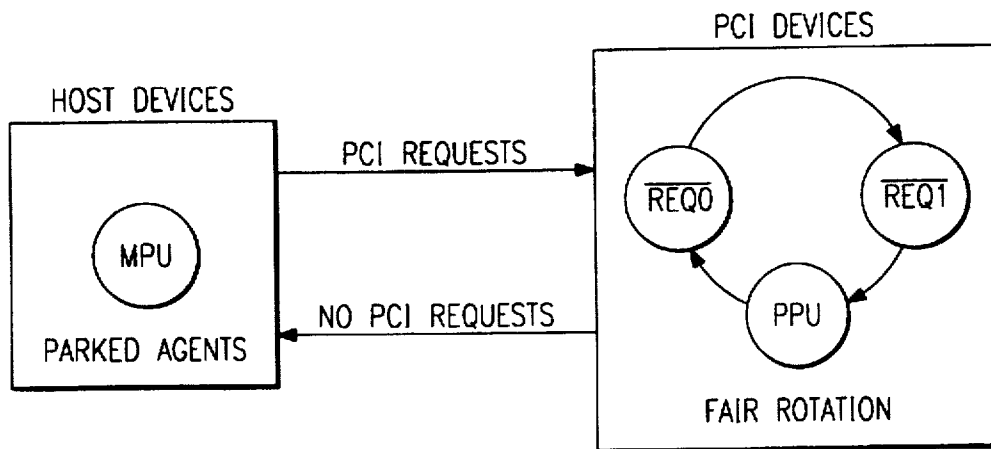 PCI DEVICES
HOST DEVICES
PCI REQUESTS
REQ0
REQ1
MPU
PPU
NO PCI REQUESTS
PARKED AGENTS
FAIR ROTATION